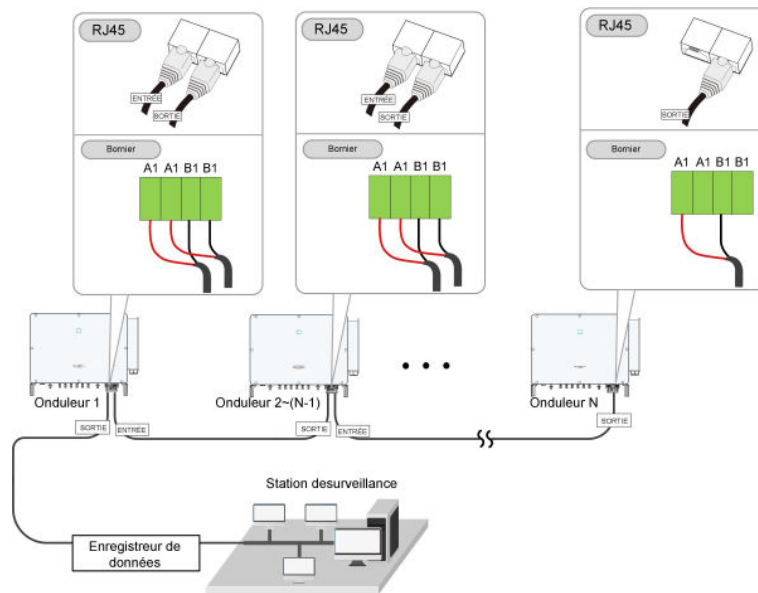 RJ45
ENTRÉE
SORTIE
Bornier
A1 A1 B1 B1
RJ45
ENTRÉE
SORTIE
Bornier
A1 A1 B1 B1
RJ45
SORTIE
Bornier
A1 A1 B1 B1
Onduleur 1
Onduleur 2~(N-1)
Onduleur N
SORTIE
ENTRÉE
SORTIE
ENTRÉE
SORTIE
Station desurveillance
Enregistreur de
données